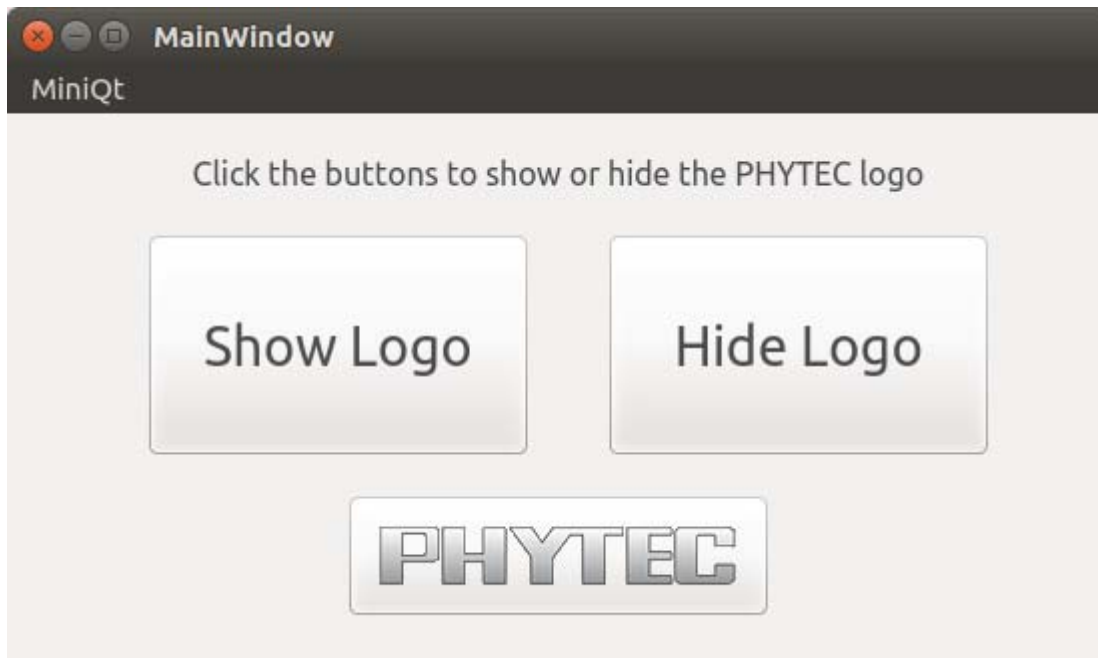 MainWindow
MiniQt
Click the buttons to show or hide the PHYTEC logo
Show Logo
Hide Logo
PHYTEC